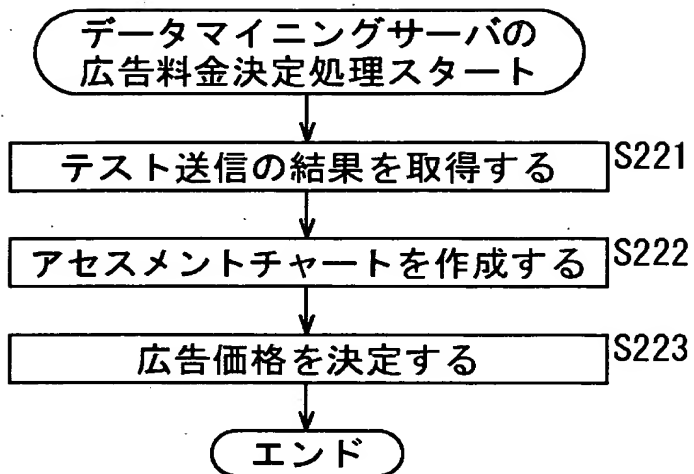 データマイニングサーバの
広告料金決定処理スタート
テスト送信の結果を取得する S221
アセスメントチャートを作成する S222
広告価格を決定する S223
エンド